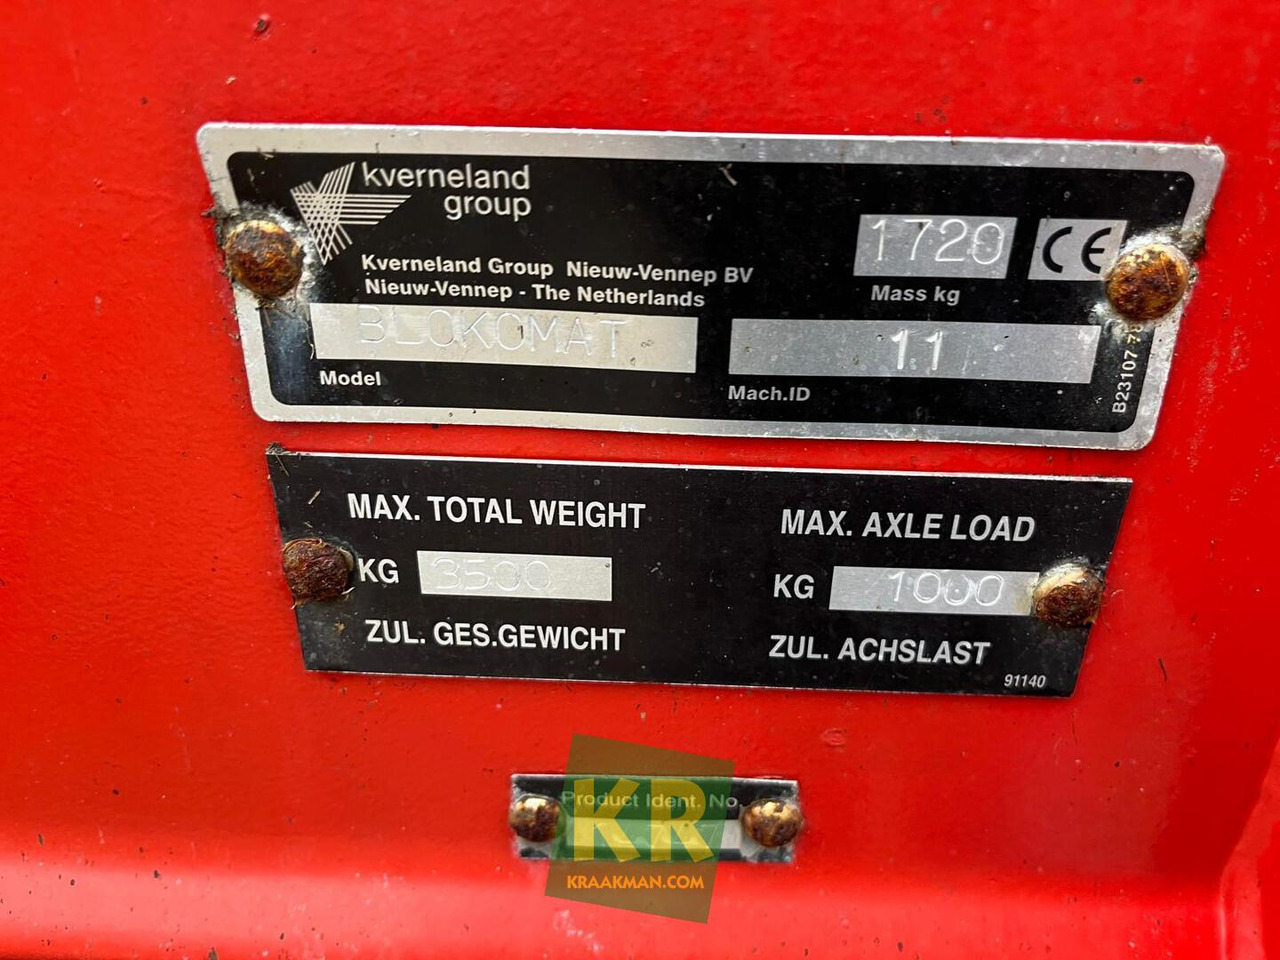 kverneland
group
Kverneland Group Nieuw-Vennep BV
Nieuw-Vennep - The Netherlands
1720
CE
Mass kg
BLOKOMAT
Model
11
Mach.ID
B23107
MAX. TOTAL WEIGHT
KG 3500
ZUL. GES.GEWICHT
MAX. AXLE LOAD
KG 1000
ZUL. ACHSLAST
91140
Product Ident. No.
KR
KRAAKMAN.COM